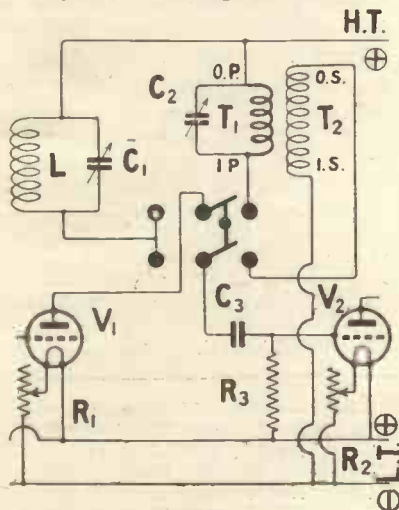 H.T.
⊕
O.P.
O.S.
C₂
T₁
T₂
L
C₁
I.P
I.S.
C₃
V₁
V₂
R₁
R₃
⊕
L.T.
R₂
⊖